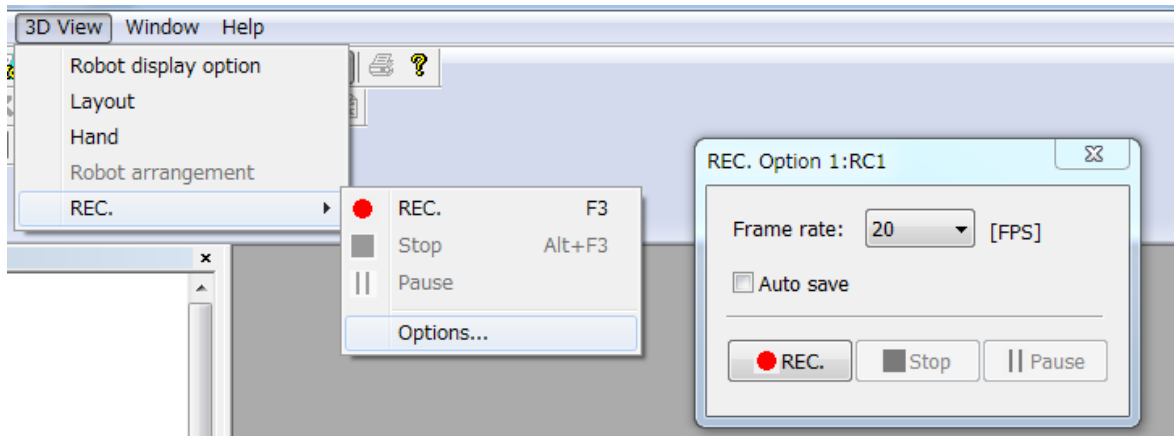 3D View Window Help
Robot display option
Layout
Hand
Robot arrangement
REC.
REC. F3
Stop Alt+F3
Pause
Options...
REC. Option 1:RC1
Frame rate: 20 [FPS]
Auto save
REC. Stop Pause